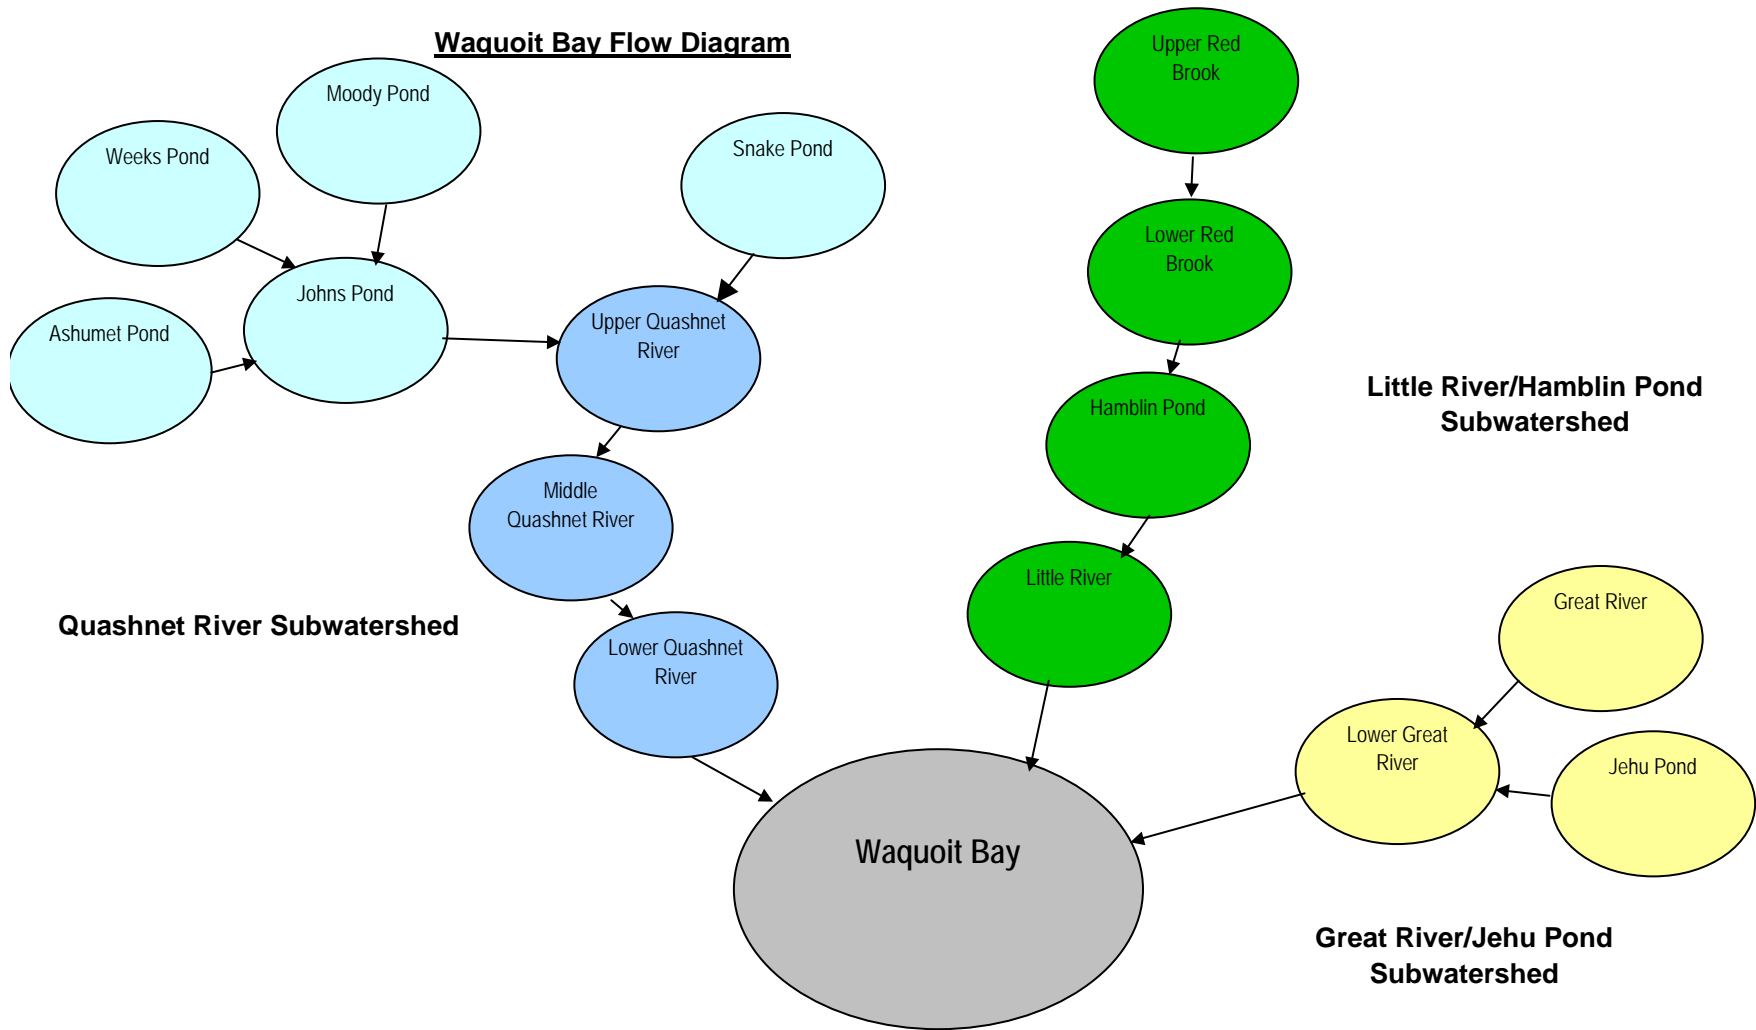 Waquoit Bay Flow Diagram
Upper Red
Brook
Moody Pond
Weeks Pond
Snake Pond
Lower Red
Brook
Johns Pond
Ashumet Pond
Upper Quashnet
River
Little River/Hamblin Pond
Subwatershed
Hamblin Pond
Middle
Quashnet River
Little River
Great River
Quashnet River Subwatershed
Lower Quashnet
River
Lower Great
River
Jehu Pond
Waquoit Bay
Great River/Jehu Pond
Subwatershed